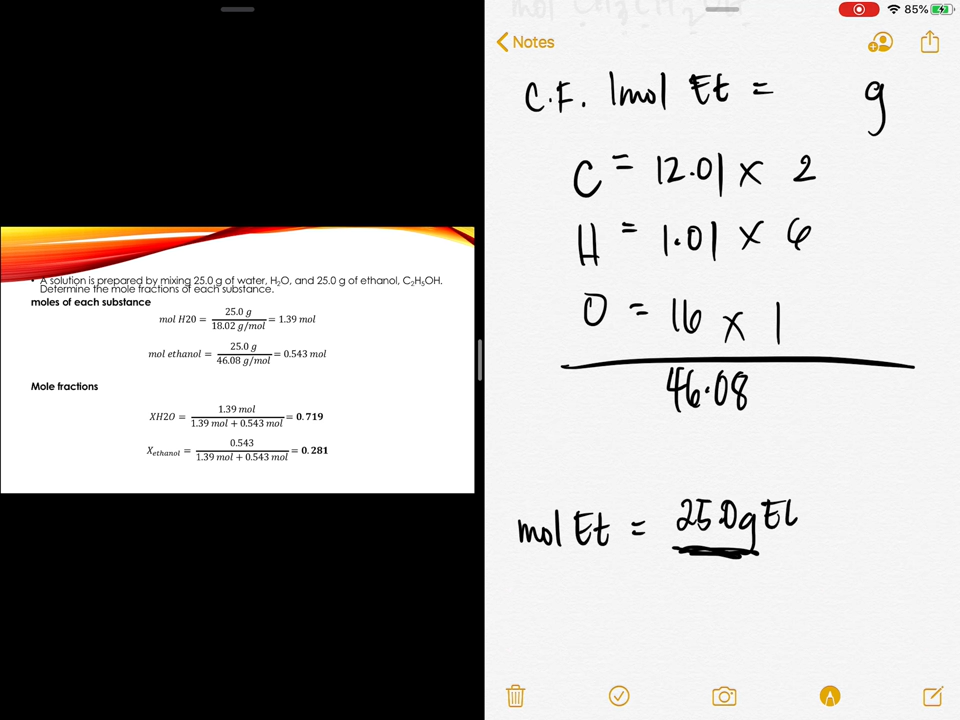 • A solution is prepared by mixing 25.0 g of water, H₂O, and 25.0 g of ethanol, C₂H₅OH.
Determine the mole fractions of each substance.
moles of each substance
mol H20 = 25.0 g / 18.02 g/mol = 1.39 mol
mol ethanol = 25.0 g / 46.08 g/mol = 0.543 mol
Mole fractions
XH2O = 1.39 mol / 1.39 mol + 0.543 mol = 0.719
Xethanol = 0.543 / 1.39 mol + 0.543 mol = 0.281
85%
Notes
C.F. 1mol Et = g
C = 12.01 x 2
H = 1.01 x 6
O = 16 x 1
46.08
mol Et = 25.0g Et